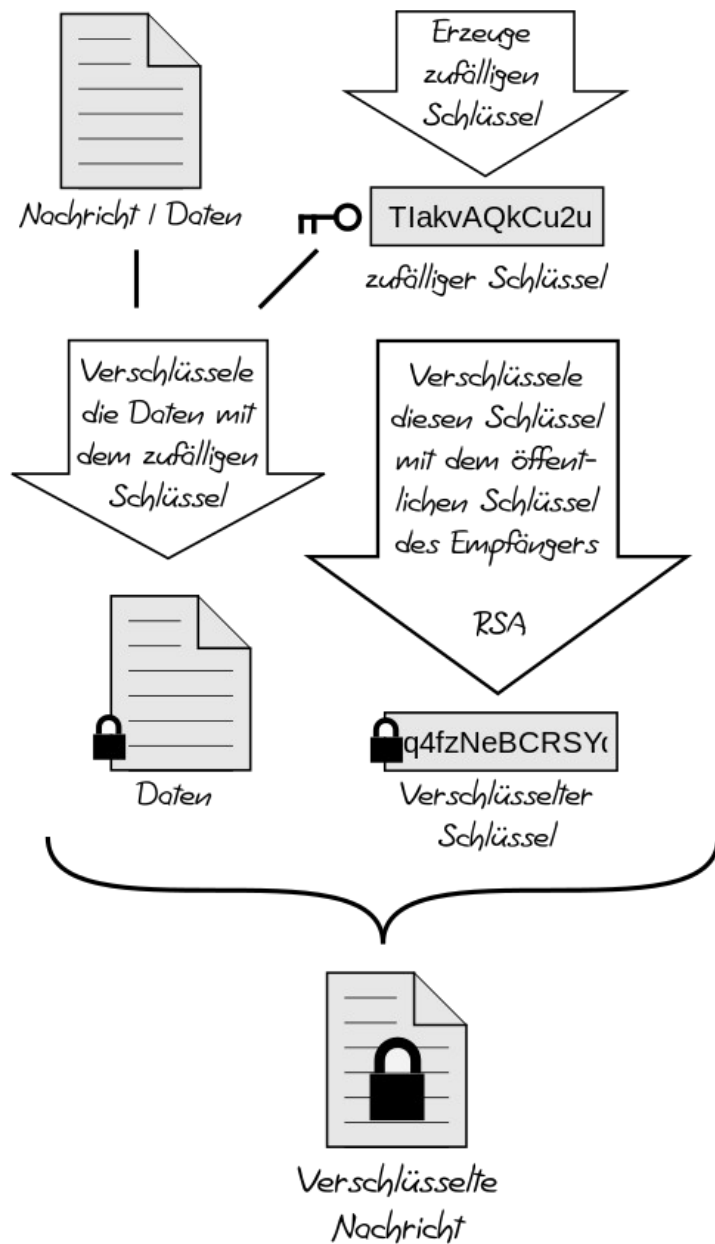 Erzeuge
zufälligen
Schlüssel
Nachricht / Daten
TIakvAQkCu2u
zufälliger Schlüssel
Verschlüssele
die Daten mit
dem zufälligen
Schlüssel
Verschlüssele
diesen Schlüssel
mit dem öffent-
lichen Schlüssel
des Empfängers
RSA
Daten
q4fzNeBCRSY
Verschlüsselter
Schlüssel
Verschlüsselte
Nachricht